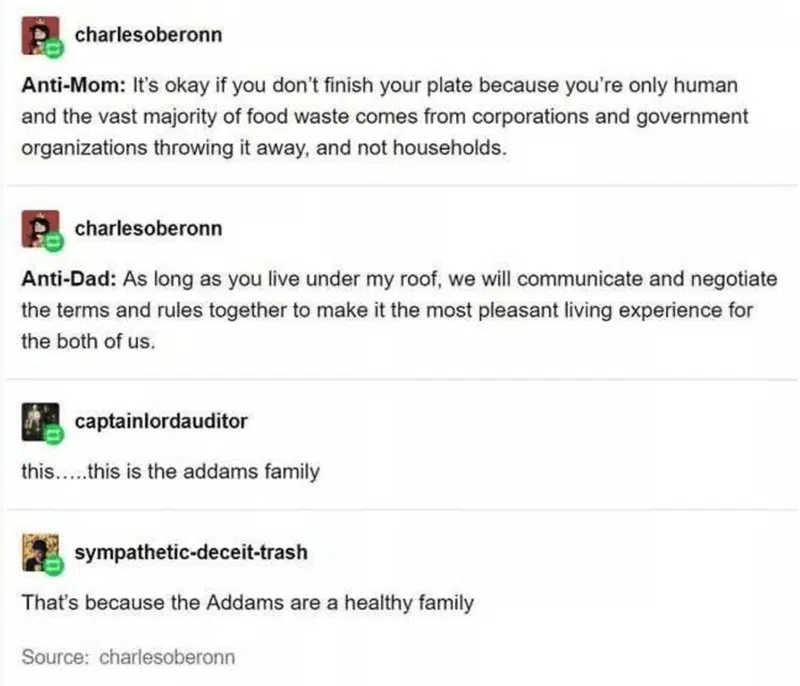 charlesoberonn
Anti-Mom: It's okay if you don't finish your plate because you're only human
and the vast majority of food waste comes from corporations and government
organizations throwing it away, and not households.
charlesoberonn
Anti-Dad: As long as you live under my roof, we will communicate and negotiate
the terms and rules together to make it the most pleasant living experience for
the both of us.
captainlordauditor
this.....this is the addams family
sympathetic-deceit-trash
That's because the Addams are a healthy family
Source: charlesoberonn